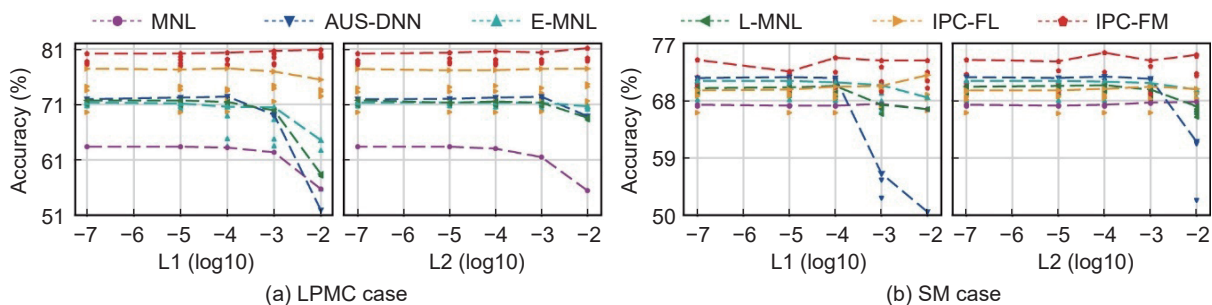 MNL AUS-DNN E-MNL L-MNL IPC-FL IPC-FM
81
71
61
51
Accuracy (%)
−7 −6 −5 −4 −3 −2
L1 (log10)
−7 −6 −5 −4 −3 −2
L2 (log10)
(a) LPMC case
77
68
59
50
Accuracy (%)
−7 −6 −5 −4 −3 −2
L1 (log10)
−7 −6 −5 −4 −3 −2
L2 (log10)
(b) SM case